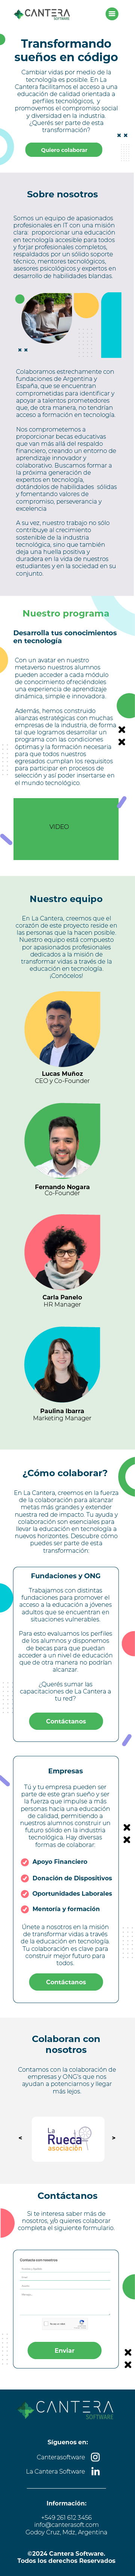 CANTERA
SOFTWARE
Transformando
sueños en código
Cambiar vidas por medio de la
tecnología es posible. En La
Cantera facilitamos el acceso a una
educación de calidad orientada a
perfiles tecnológicos, y
promovemos el compromiso social
y diversidad en la industria.
¿Querés ser parte de esta
transformación?
Quiero colaborar
Sobre nosotros
Somos un equipo de apasionados
profesionales en IT con una misión
clara: proporcionar una educación
en tecnología accesible para todos
y forjar profesionales completos,
respaldados por un sólido soporte
técnico, mentores tecnológicos,
asesores psicológicos y expertos en
desarrollo de habilidades blandas.
Colaboramos estrechamente con
fundaciones de Argentina y
España, que se encuentran
comprometidas para identificar y
apoyar a talentos prometedores
que, de otra manera, no tendrían
acceso a formación en tecnología.
Nos comprometemos a
proporcionar becas educativas
que van más allá del respaldo
financiero, creando un entorno de
aprendizaje innovador y
colaborativo. Buscamos formar a
la próxima generación de
expertos en tecnología,
dotándolos de habilidades sólidas
y fomentando valores de
compromiso, perseverancia y
excelencia
A su vez, nuestro trabajo no sólo
contribuye al crecimiento
sostenible de la industria
tecnológica, sino que también
deja una huella positiva y
duradera en la vida de nuestros
estudiantes y en la sociedad en su
conjunto.
Nuestro programa
Desarrolla tus conocimientos
en tecnología
Con un avatar en nuestro
metaverso nuestros alumnos
pueden acceder a cada módulo
de conocimiento ofreciéndoles
una experiencia de aprendizaje
dinámica, simple e innovadora.
Además, hemos construido
alianzas estratégicas con muchas
empresas de la industria, de forma
tal que logramos desarrollar un
programa con las condiciones
óptimas y la formación necesaria
para que todos nuestros
egresados cumplan los requisitos
para participar en procesos de
selección y así poder insertarse en
el mundo tecnológico.
VIDEO
Nuestro equipo
En La Cantera, creemos que el
corazón de este proyecto reside en
las personas que la hacen posible.
Nuestro equipo está compuesto
por apasionados profesionales
dedicados a la misión de
transformar vidas a través de la
educación en tecnología.
¡Conócelos!
Lucas Muñoz
CEO y Co-Founder
Fernando Nogara
Co-Founder
Carla Panelo
HR Manager
Paulina Ibarra
Marketing Manager
¿Cómo colaborar?
En La Cantera, creemos en la fuerza
de la colaboración para alcanzar
metas más grandes y extender
nuestra red de impacto. Tu ayuda y
colaboración son esenciales para
llevar la educación en tecnología a
nuevos horizontes. Descubre cómo
puedes ser parte de esta
transformación:
Fundaciones y ONG
Trabajamos con distintas
fundaciones para promover el
acceso a la educación a jóvenes
adultos que se encuentran en
situaciones vulnerables.
Para esto evaluamos los perfiles
de los alumnos y disponemos
de becas para que puedan
acceder a un nivel de educación
que de otra manera no podrían
alcanzar.
¿Querés sumar las
capacitaciones de La Cantera a
tu red?
Contáctanos
Empresas
Tú y tu empresa pueden ser
parte de este gran sueño y ser
la fuerza que impulse a más
personas hacia una educación
de calidad, permitiendo a
nuestros alumnos construir un
futuro sólido en la industria
tecnológica. Hay diversas
formas de colaborar:
Apoyo Financiero
Donación de Dispositivos
Oportunidades Laborales
Mentoría y formación
Únete a nosotros en la misión
de transformar vidas a través
de la educación en tecnología.
Tu colaboración es clave para
construir un mejor futuro para
todos.
Contáctanos
Colaboran con
nosotros
Contamos con la colaboración de
empresas y ONG's que nos
ayudan a potenciarnos y llegar
más lejos.
<
La
Rueca
asociación
>
Contáctanos
Si te interesa saber más de
nosotros, y/o quieres colaborar
completa el siguiente formulario.
Contacta con nosotros
Enviar
CANTERA
SOFTWARE
Síguenos en:
Canterasoftware
La Cantera Software
Información:
+549 261 612 3456
info@canterasoft.com
Godoy Cruz, Mdz, Argentina
©2024 Cantera Software.
Todos los derechos Reservados